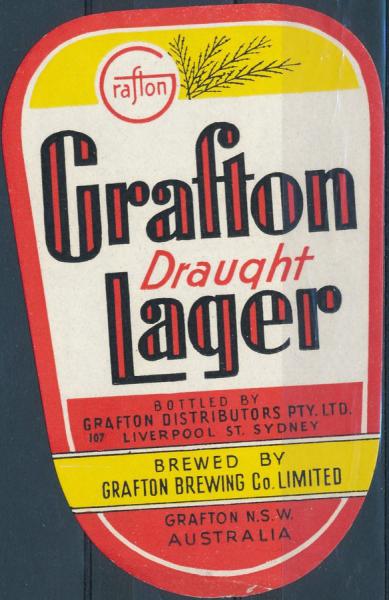 Grafton
Grafton
Draught
Lager
BOTTLED BY
GRAFTON DISTRIBUTORS PTY. LTD.
107 LIVERPOOL ST. SYDNEY
BREWED BY
GRAFTON BREWING Co. LIMITED
GRAFTON N.S.W.
AUSTRALIA